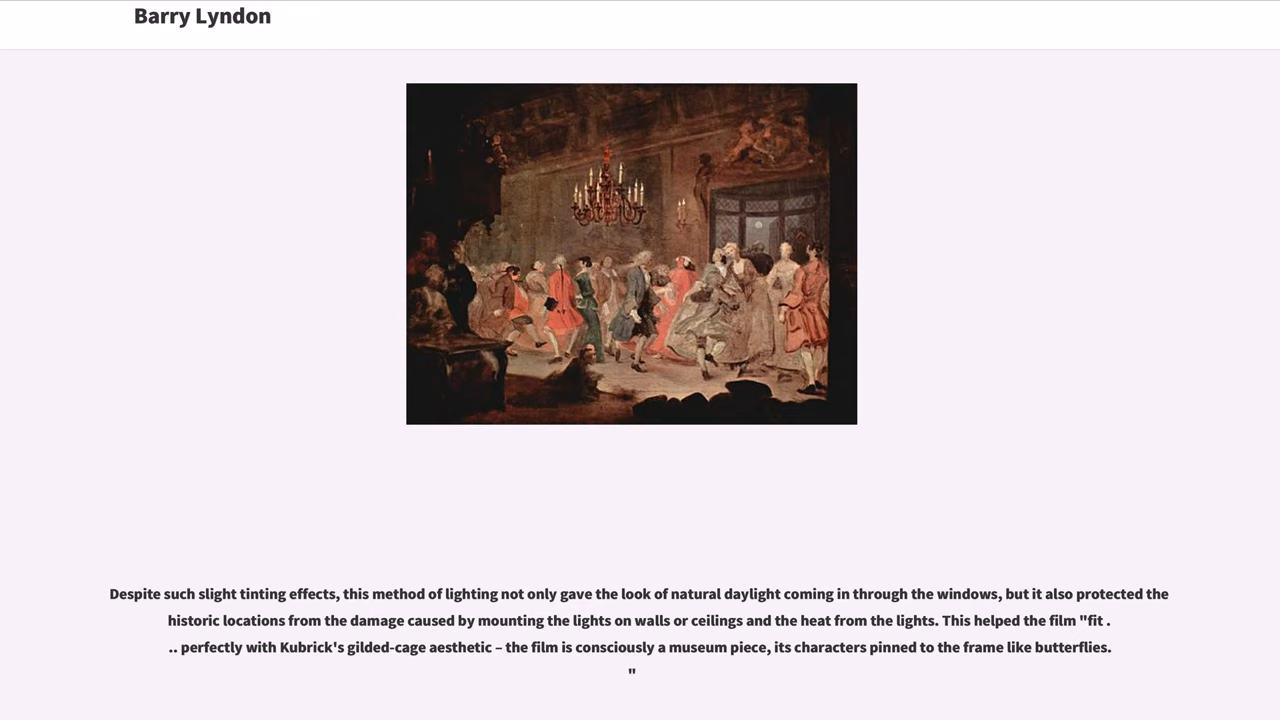 Barry Lyndon
Despite such slight tinting effects, this method of lighting not only gave the look of natural daylight coming in through the windows, but it also protected the
historic locations from the damage caused by mounting the lights on walls or ceilings and the heat from the lights. This helped the film "fit .
.. perfectly with Kubrick's gilded-cage aesthetic – the film is consciously a museum piece, its characters pinned to the frame like butterflies.
"